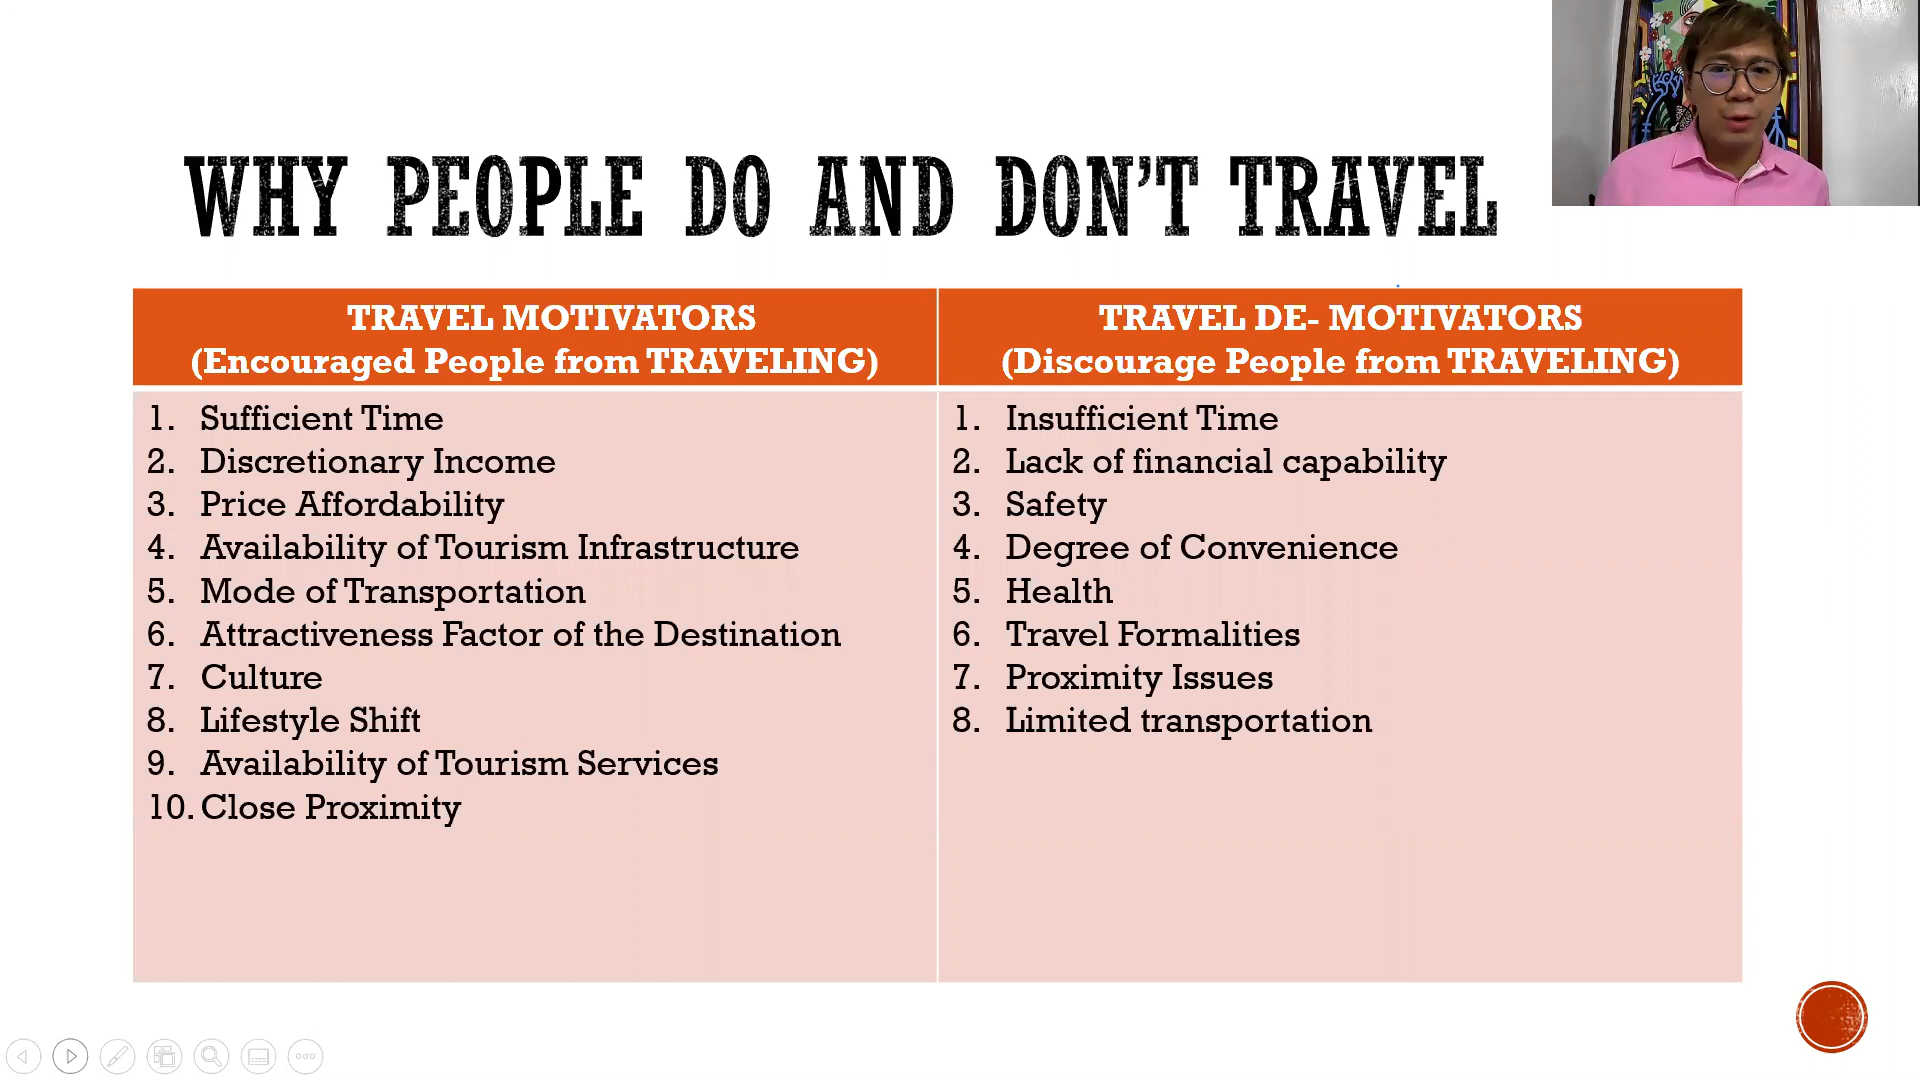 WHY PEOPLE DO AND DON'T TRAVEL
TRAVEL MOTIVATORS
(Encouraged People from TRAVELING)
1. Sufficient Time
2. Discretionary Income
3. Price Affordability
4. Availability of Tourism Infrastructure
5. Mode of Transportation
6. Attractiveness Factor of the Destination
7. Culture
8. Lifestyle Shift
9. Availability of Tourism Services
10. Close Proximity
TRAVEL DE- MOTIVATORS
(Discourage People from TRAVELING)
1. Insufficient Time
2. Lack of financial capability
3. Safety
4. Degree of Convenience
5. Health
6. Travel Formalities
7. Proximity Issues
8. Limited transportation